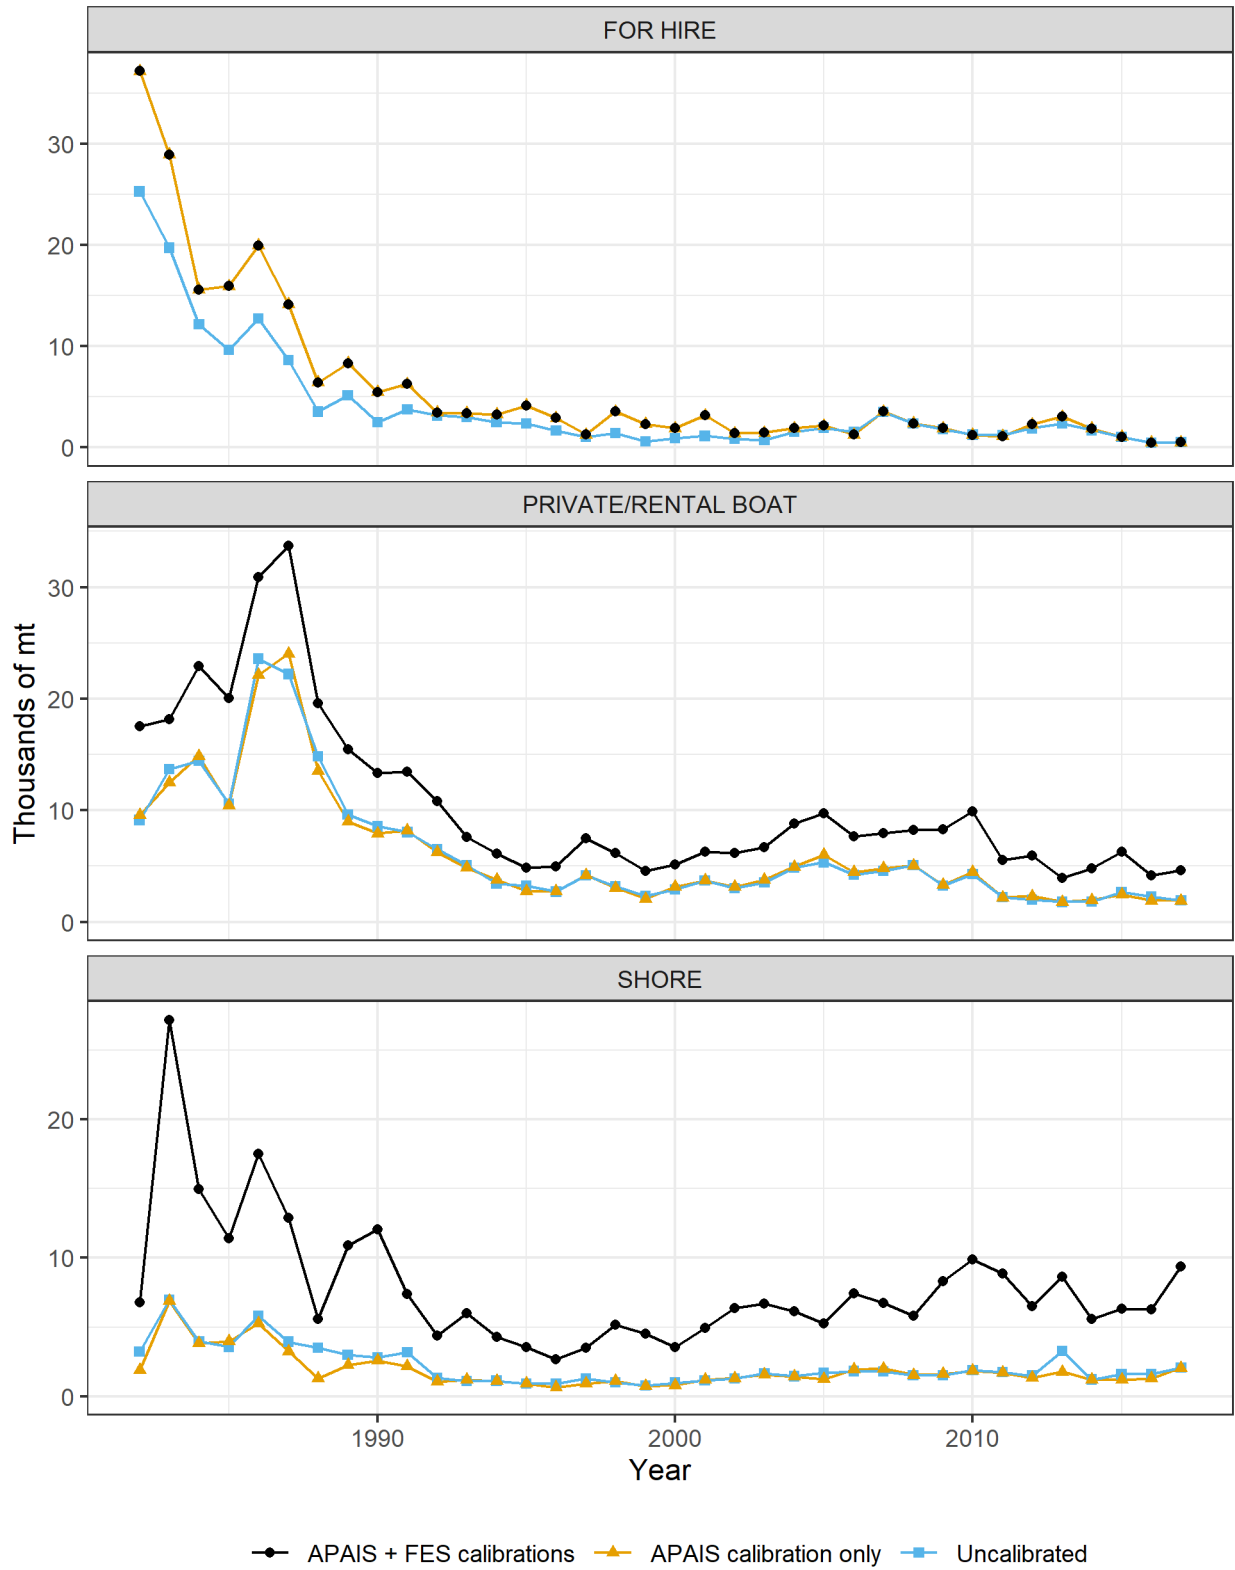 FOR HIRE
30
20
10
0
PRIVATE/RENTAL BOAT
30
20
10
0
Thousands of mt
SHORE
20
10
0
1990 2000 2010
Year
APAIS + FES calibrations APAIS calibration only Uncalibrated